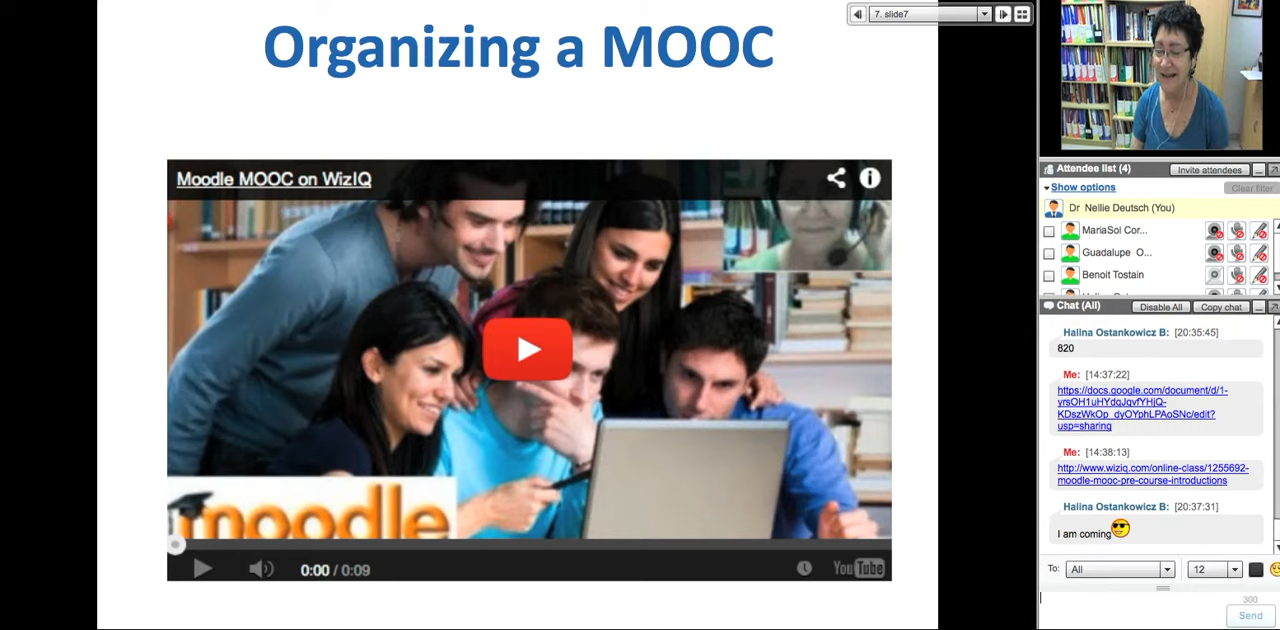 Organizing a MOOC
7. slide7
Moodle MOOC on WizIQ
moodle
0:00 / 0:09
YouTube
Attendee list (4)
Invite attendees
Show options
Clear filter
Dr Nellie Deutsch (You)
MariaSol Cor...
Guadalupe O...
Benoit Tostain
Chat (All)
Disable All
Copy chat
Halina Ostankowicz B: [20:35:45]
820
Me: [14:37:22]
https://docs.google.com/document/d/1-
KDszWkOp_dyOYphLPAoSNc/edit?
usp=sharing
Me: [14:38:13]
http://www.wiziq.com/online-class/1255692-
moodle-mooc-pre-course-introductions
Halina Ostankowicz B: [20:37:31]
I am coming
To: All 12
300
Send